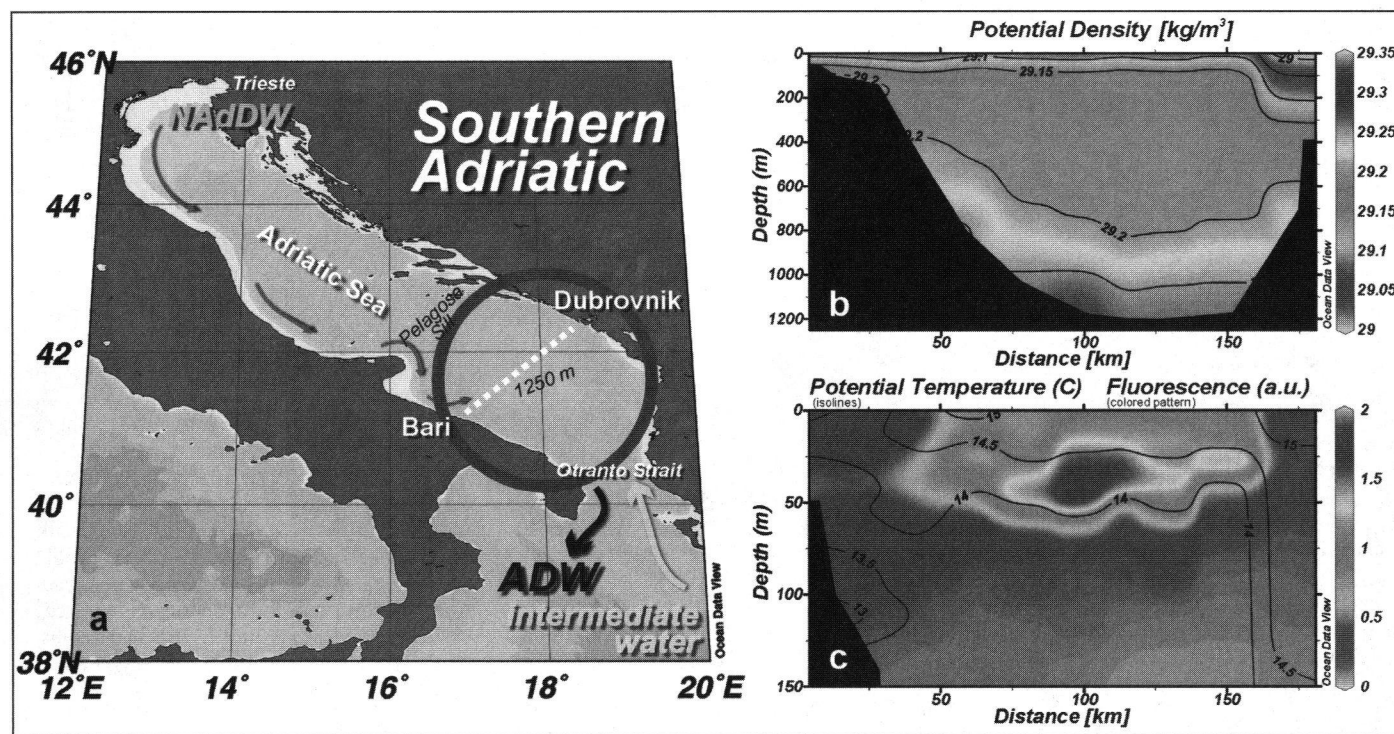 46°N
Trieste
NAdDW
Southern
Adriatic
44°
Adriatic Sea
Pelagosa
Sill
Dubrovnik
42°
1250 m
Bari
Otranto Strait
40°
ADW
intermediate
water
a
Ocean Data View
38°N
12°E
14°
16°
18°
20°E
Potential Density [kg/m³]
0
200
400
600
800
1000
1200
Depth (m)
29.1
29
29.15
29.2
29.2
29.2
b
29.35
29.3
29.25
29.2
29.15
29.1
29.05
29
Ocean Data View
50
100
150
Distance [km]
Potential Temperature (C)
(isolines)
Fluorescence (a.u.)
(colored pattern)
0
50
100
150
Depth (m)
15
14.5
14
14
13.5
13
15
14
14.5
c
2
1.5
1
0.5
0
Ocean Data View
50
100
150
Distance [km]